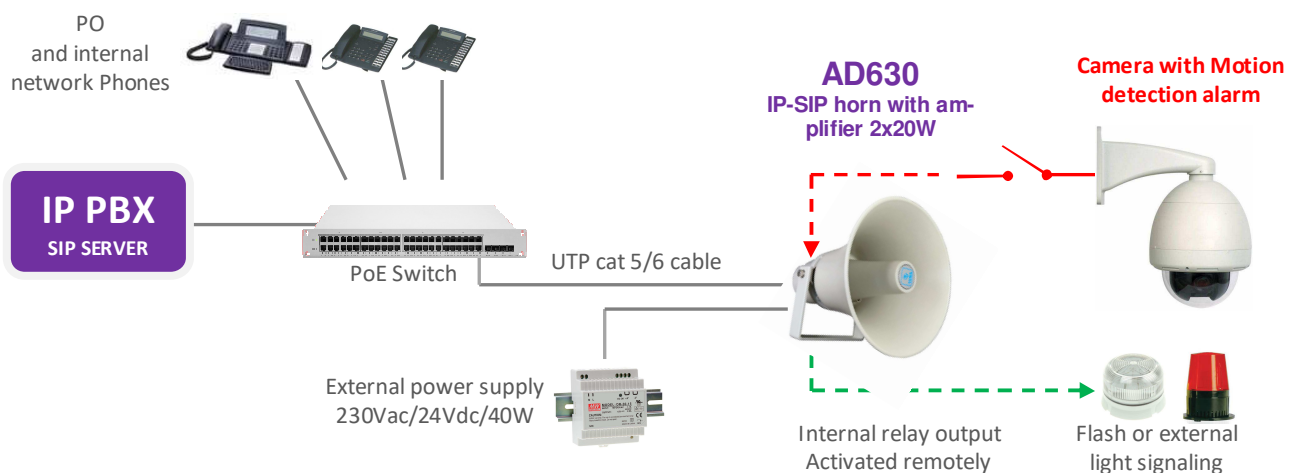 PO
and internal
network Phones
IP PBX
SIP SERVER
PoE Switch
UTP cat 5/6 cable
External power supply
230Vac/24Vdc/40W
AD630
IP-SIP horn with am-
plifier 2x20W
Camera with Motion
detection alarm
Internal relay output
Activated remotely
Flash or external
light signaling